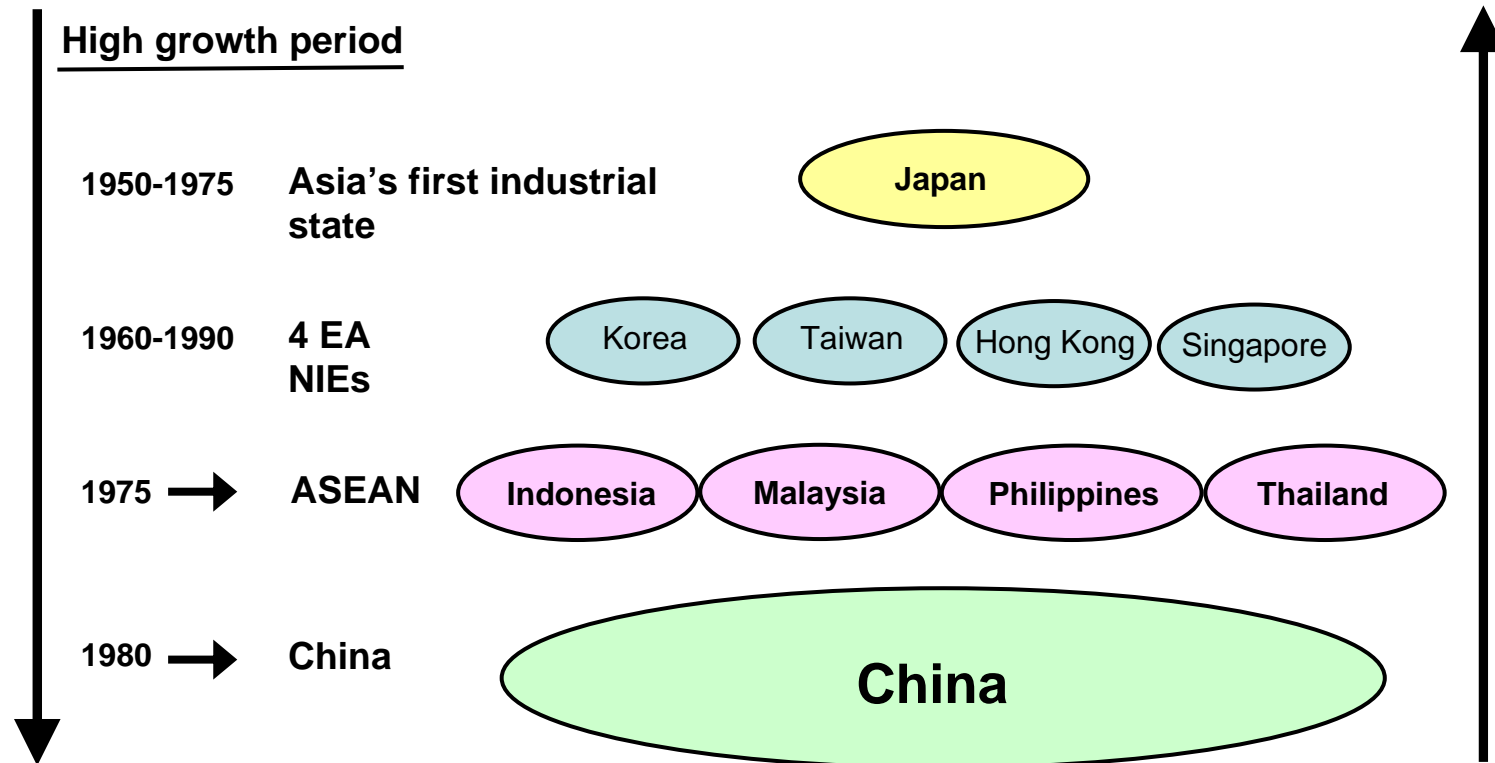 High growth period
1950-1975 Asia’s first industrial Japan
state
1960-1990 4 EA Korea Taiwan Hong Kong Singapore
NIEs
1975 ASEAN Indonesia Malaysia Philippines Thailand
1980 China China